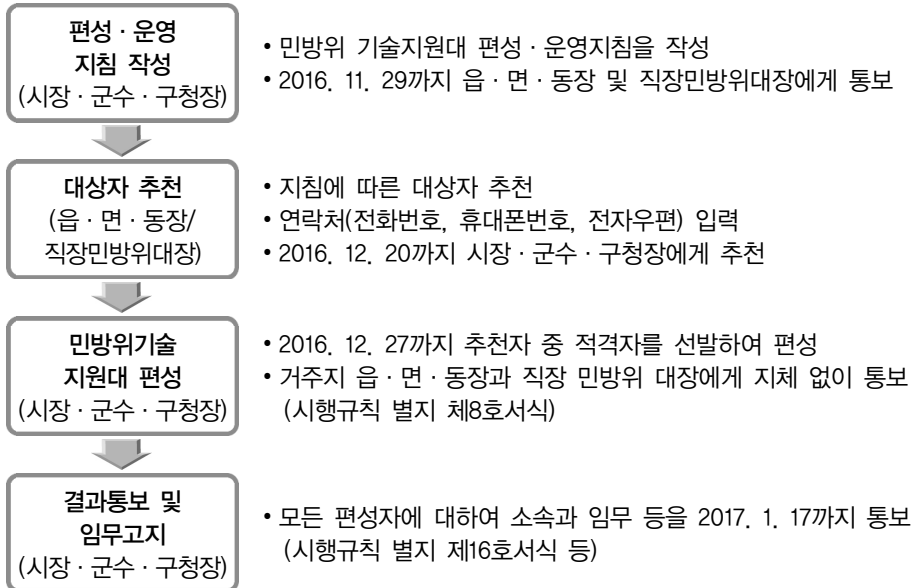 편성 · 운영
지침 작성
(시장 · 군수 · 구청장)
• 민방위 기술지원대 편성 · 운영지침을 작성
• 2016. 11. 29까지 읍 · 면 · 동장 및 직장민방위대장에게 통보
대상자 추천
(읍 · 면 · 동장/
직장민방위대장)
• 지침에 따른 대상자 추천
• 연락처(전화번호, 휴대폰번호, 전자우편) 입력
• 2016. 12. 20까지 시장 · 군수 · 구청장에게 추천
민방위기술
지원대 편성
(시장 · 군수 · 구청장)
• 2016. 12. 27까지 추천자 중 적격자를 선발하여 편성
• 거주지 읍 · 면 · 동장과 직장 민방위 대장에게 지체 없이 통보
(시행규칙 별지 체8호서식)
결과통보 및
임무고지
(시장 · 군수 · 구청장)
• 모든 편성자에 대하여 소속과 임무 등을 2017. 1. 17까지 통보
(시행규칙 별지 제16호서식 등)